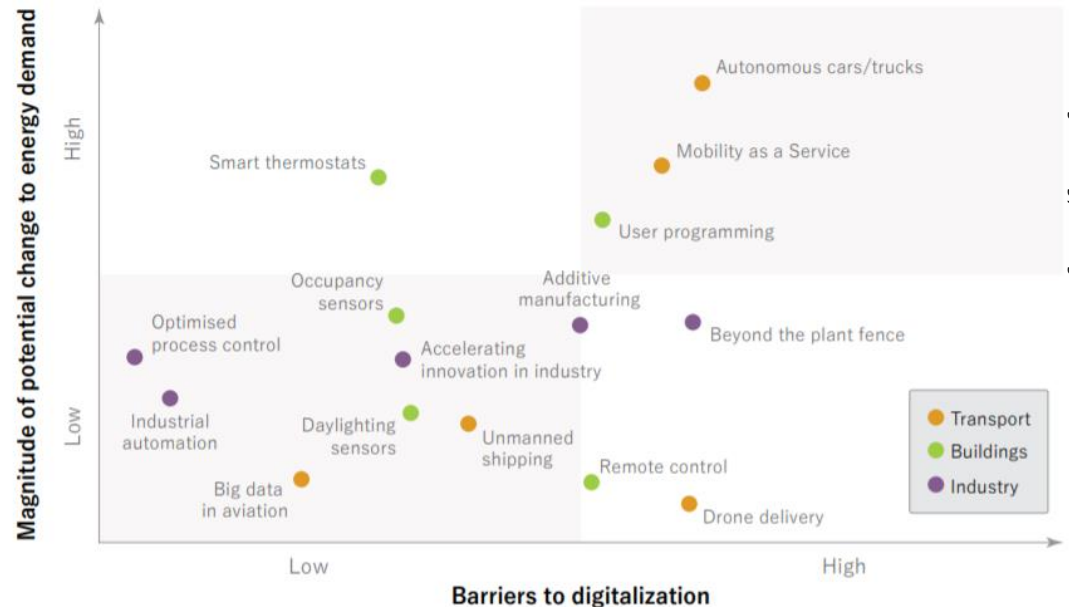 Magnitude of potential change to energy demand
High
Low
Autonomous cars/trucks
Mobility as a Service
Smart thermostats
User programming
Occupancy
sensors
Additive
manufacturing
Optimised
process control
Beyond the plant fence
Accelerating
innovation in industry
Industrial
automation
Daylighting
sensors
Unmanned
shipping
Big data
in aviation
Remote control
Drone delivery
Transport
Buildings
Industry
Low
High
Barriers to digitalization